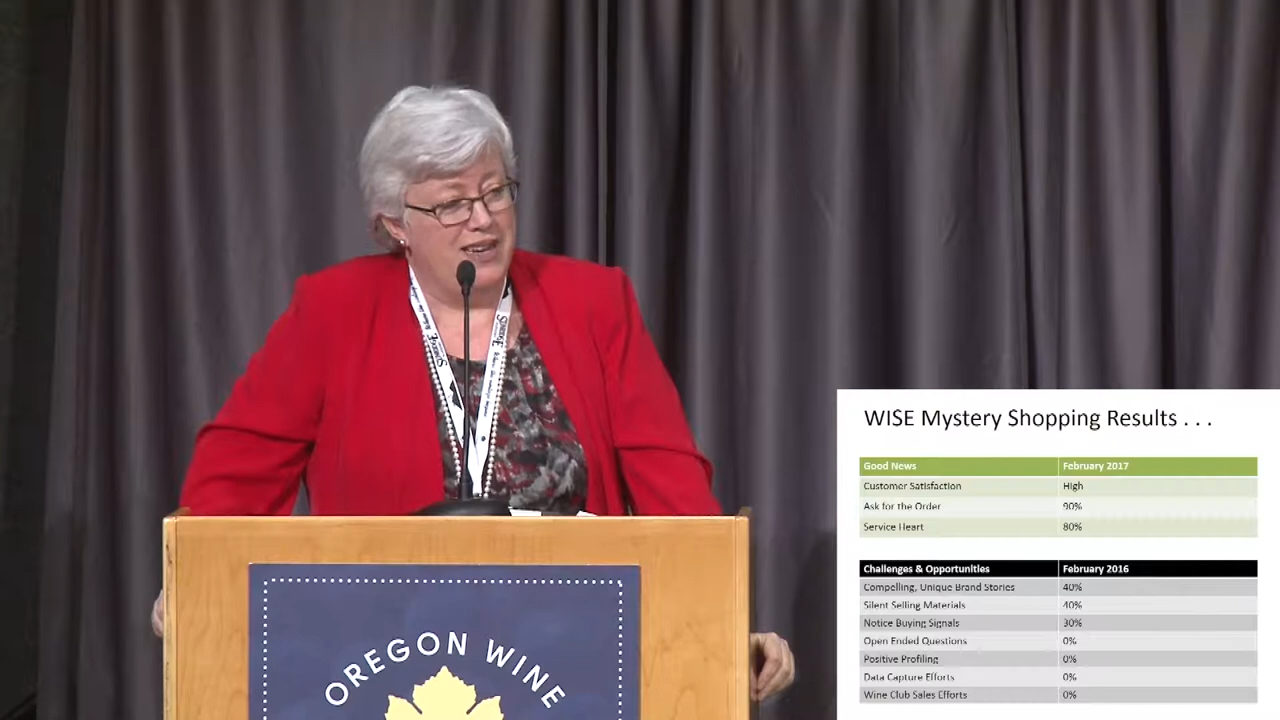 WISE Mystery Shopping Results . . .
Good News February 2017
Customer Satisfaction High
Ask for the Order 90%
Service Heart 80%
Challenges & Opportunities February 2016
Compelling, Unique Brand Stories 40%
Silent Selling Materials 40%
Notice Buying Signals 30%
Open Ended Questions 0%
Positive Profiling 0%
Data Capture Efforts 0%
Wine Club Sales Efforts 0%
OREGON WINE